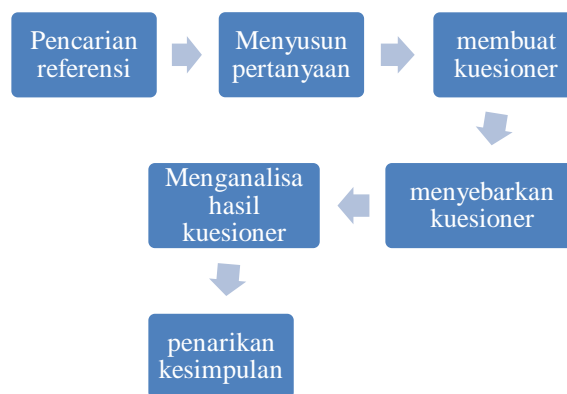 Pencarian
referensi
Menyusun
pertanyaan
membuat
kuesioner
menyebarkan
kuesioner
Menganalisa
hasil
kuesioner
penarikan
kesimpulan